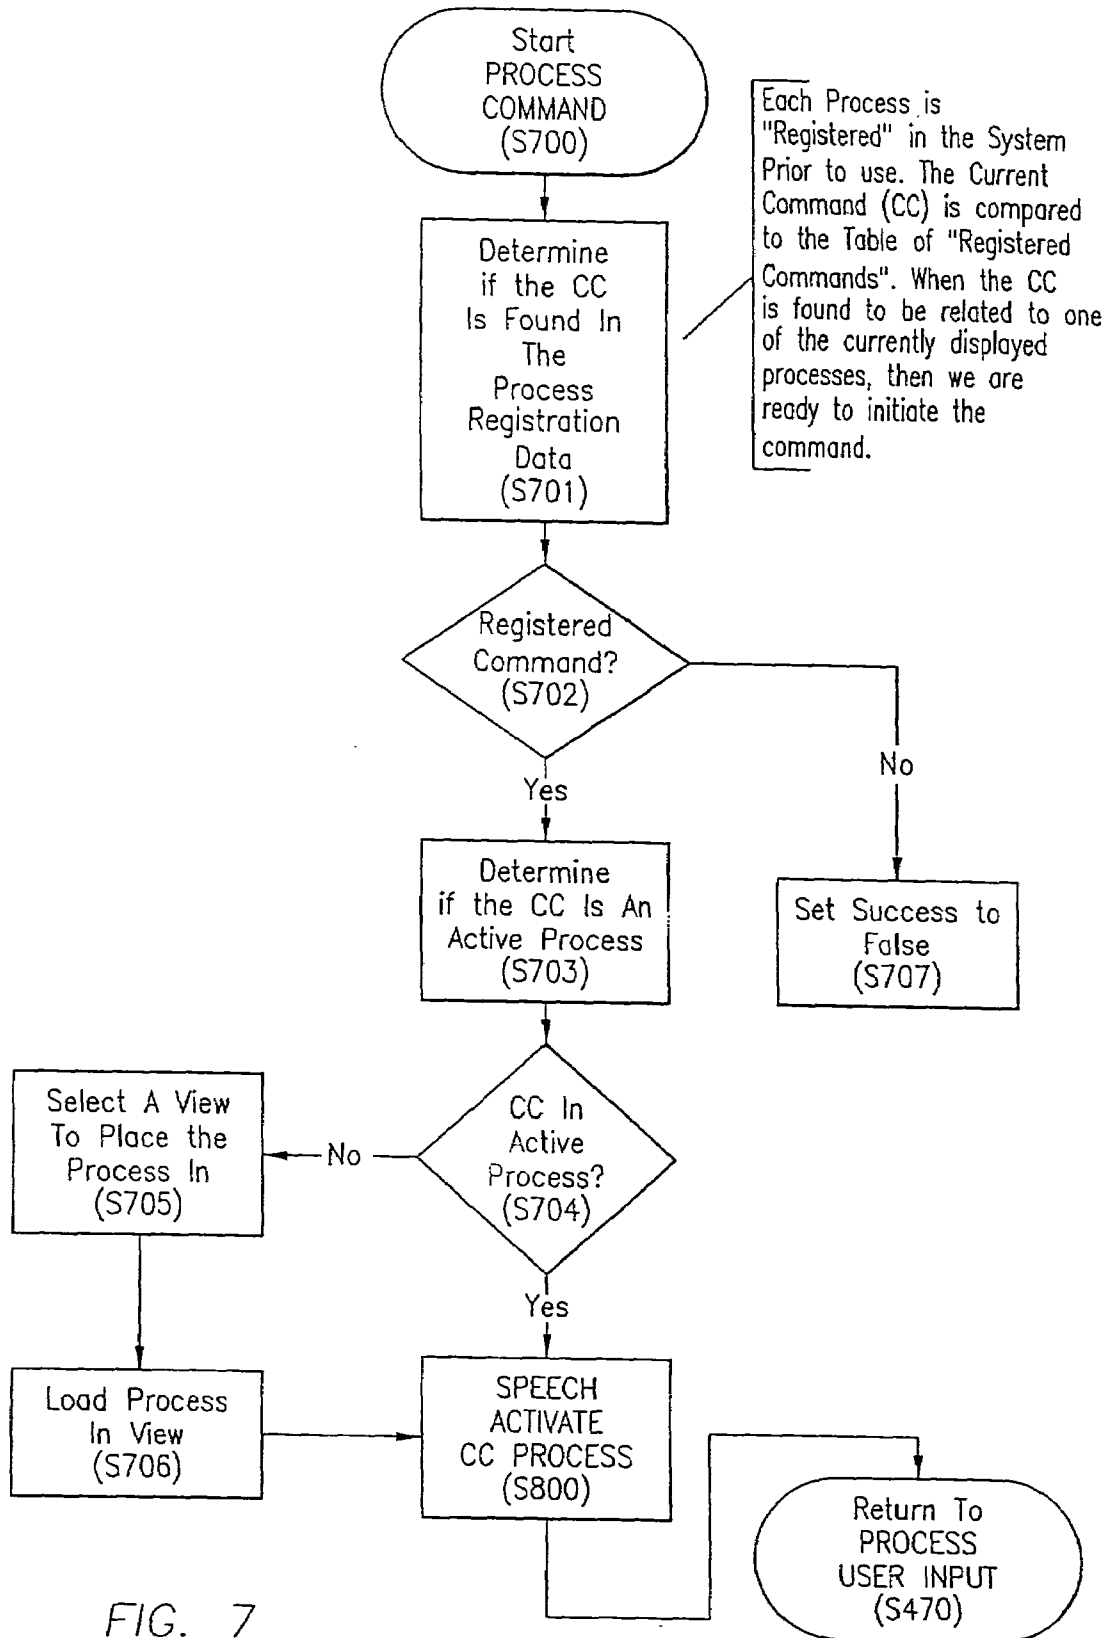 Start
PROCESS
COMMAND
(S700)
Each Process is
"Registered" in the System
Prior to use. The Current
Command (CC) is compared
to the Table of "Registered
Commands". When the CC
is found to be related to one
of the currently displayed
processes, then we are
ready to initiate the
command.
Determine
if the CC
Is Found In
The
Process
Registration
Data
(S701)
Registered
Command?
(S702)
No
Yes
Determine
if the CC Is An
Active Process
(S703)
Set Success to
False
(S707)
CC In
Active
Process?
(S704)
No
Select A View
To Place the
Process In
(S705)
Yes
Load Process
In View
(S706)
SPEECH
ACTIVATE
CC PROCESS
(S800)
Return To
PROCESS
USER INPUT
(S470)
FIG. 7